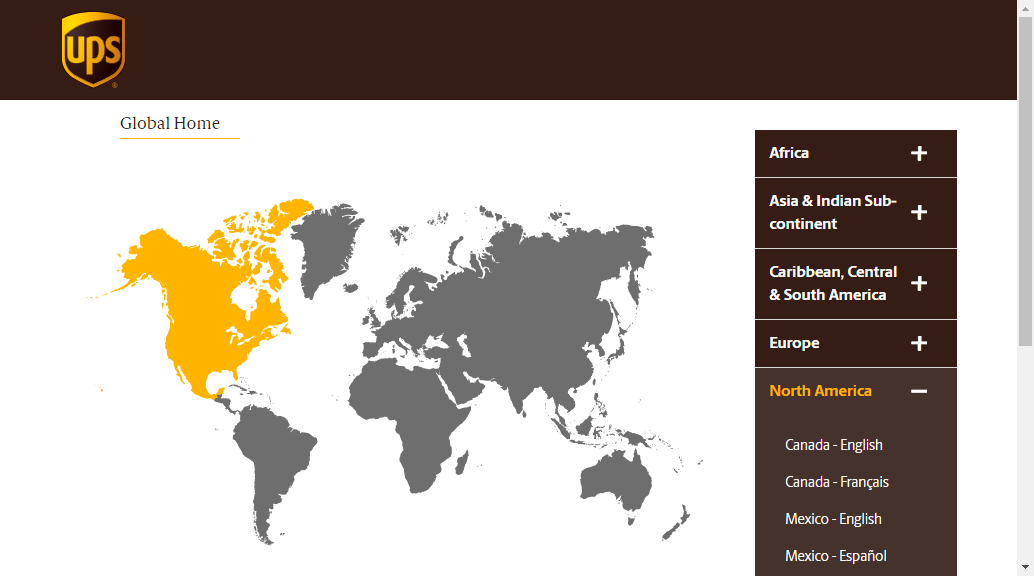 ups
®
Global Home
Africa
Asia & Indian Sub-
continent
Caribbean, Central
& South America
Europe
North America
Canada - English
Canada - Français
Mexico - English
Mexico - Español